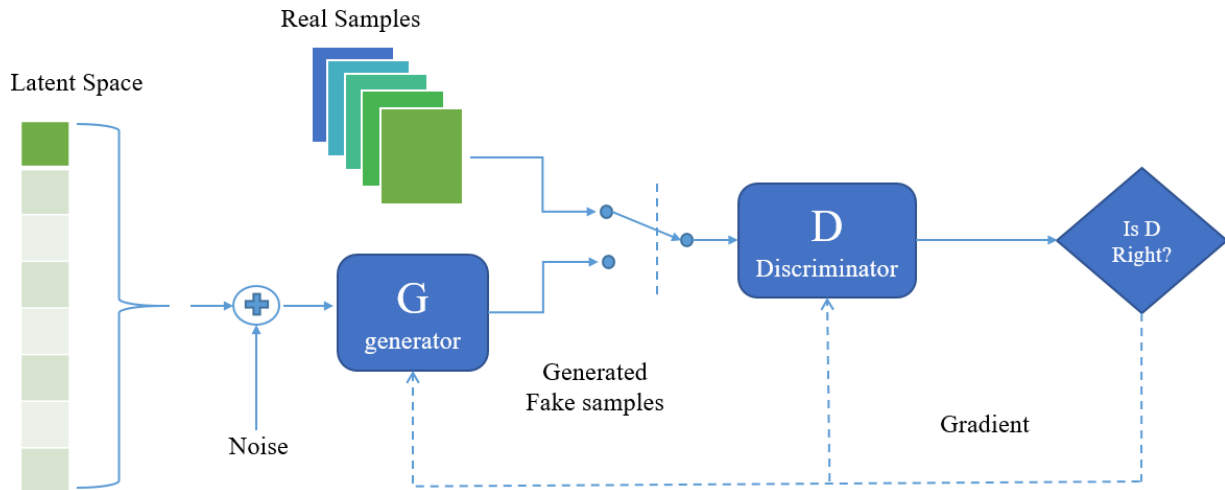 Real Samples
Latent Space
G
generator
D
Discriminator
Is D
Right?
Generated
Fake samples
Noise
Gradient